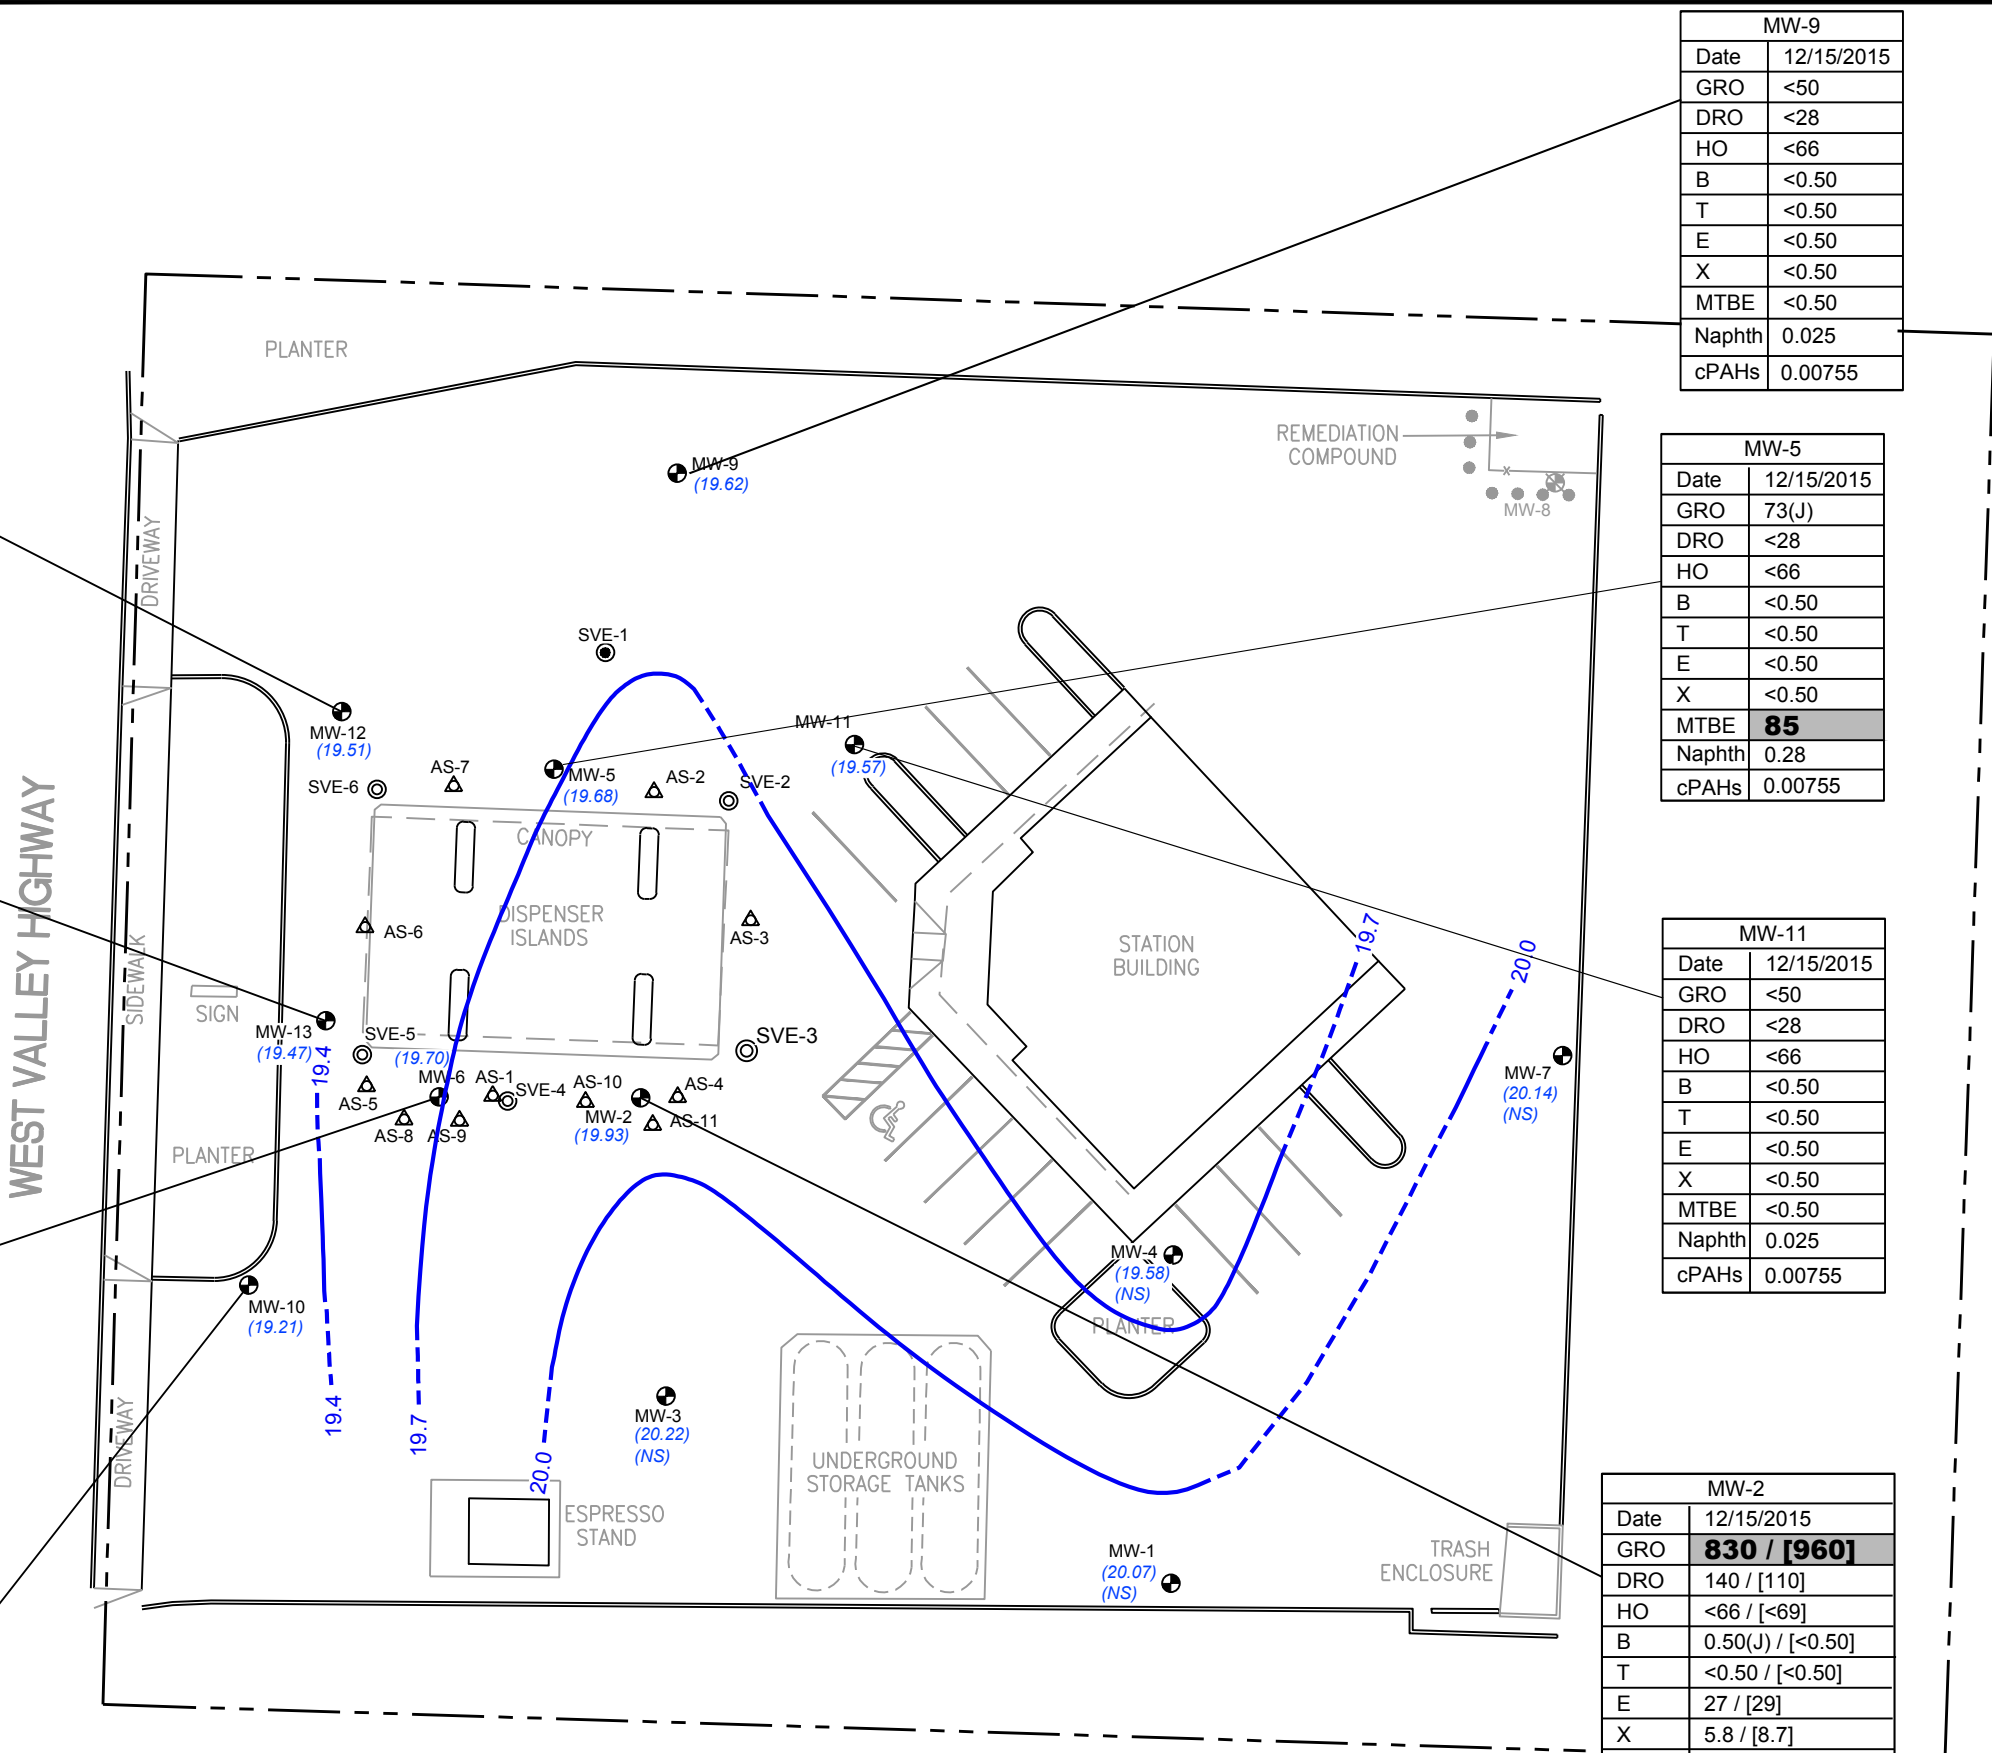 MW-9
Date 12/15/2015
GRO <50
DRO <28
HO <66
B <0.50
T <0.50
E <0.50
X <0.50
MTBE <0.50
Naphth 0.025
cPAHs 0.00755
PLANTER
REMEDIATION
COMPOUND
MW-8
MW-9
(19.62)
MW-5
Date 12/15/2015
GRO 73(J)
DRO <28
HO <66
B <0.50
T <0.50
E <0.50
X <0.50
MTBE 85
Naphth 0.28
cPAHs 0.00755
DRIVEWAY
SVE-1
MW-12
(19.51)
MW-11
(19.57)
SVE-6
AS-7
MW-5
(19.68)
AS-2
SVE-2
CANOPY
WEST VALLEY HIGHWAY
AS-6
DISPENSER
ISLANDS
AS-3
STATION
BUILDING
19.7
20.0
SIDEWALK
SIGN
MW-11
Date 12/15/2015
GRO <50
DRO <28
HO <66
B <0.50
T <0.50
E <0.50
X <0.50
MTBE <0.50
Naphth 0.025
cPAHs 0.00755
MW-13
(19.47)
19.4
SVE-5
(19.70)
SVE-3
MW-6
AS-1
SVE-4
AS-10
AS-4
AS-5
AS-8
AS-9
MW-2
(19.93)
AS-11
MW-7
(20.14)
(NS)
PLANTER
MW-4
(19.58)
(NS)
PLANTER
MW-10
(19.21)
19.4
19.7
20.0
MW-3
(20.22)
(NS)
UNDERGROUND
STORAGE TANKS
DRIVEWAY
ESPRESSO
STAND
MW-1
(20.07)
(NS)
TRASH
ENCLOSURE
MW-2
Date 12/15/2015
GRO 830 / [960]
DRO 140 / [110]
HO <66 / [<69]
B 0.50(J) / [<0.50]
T <0.50 / [<0.50]
E 27 / [29]
X 5.8 / [8.7]